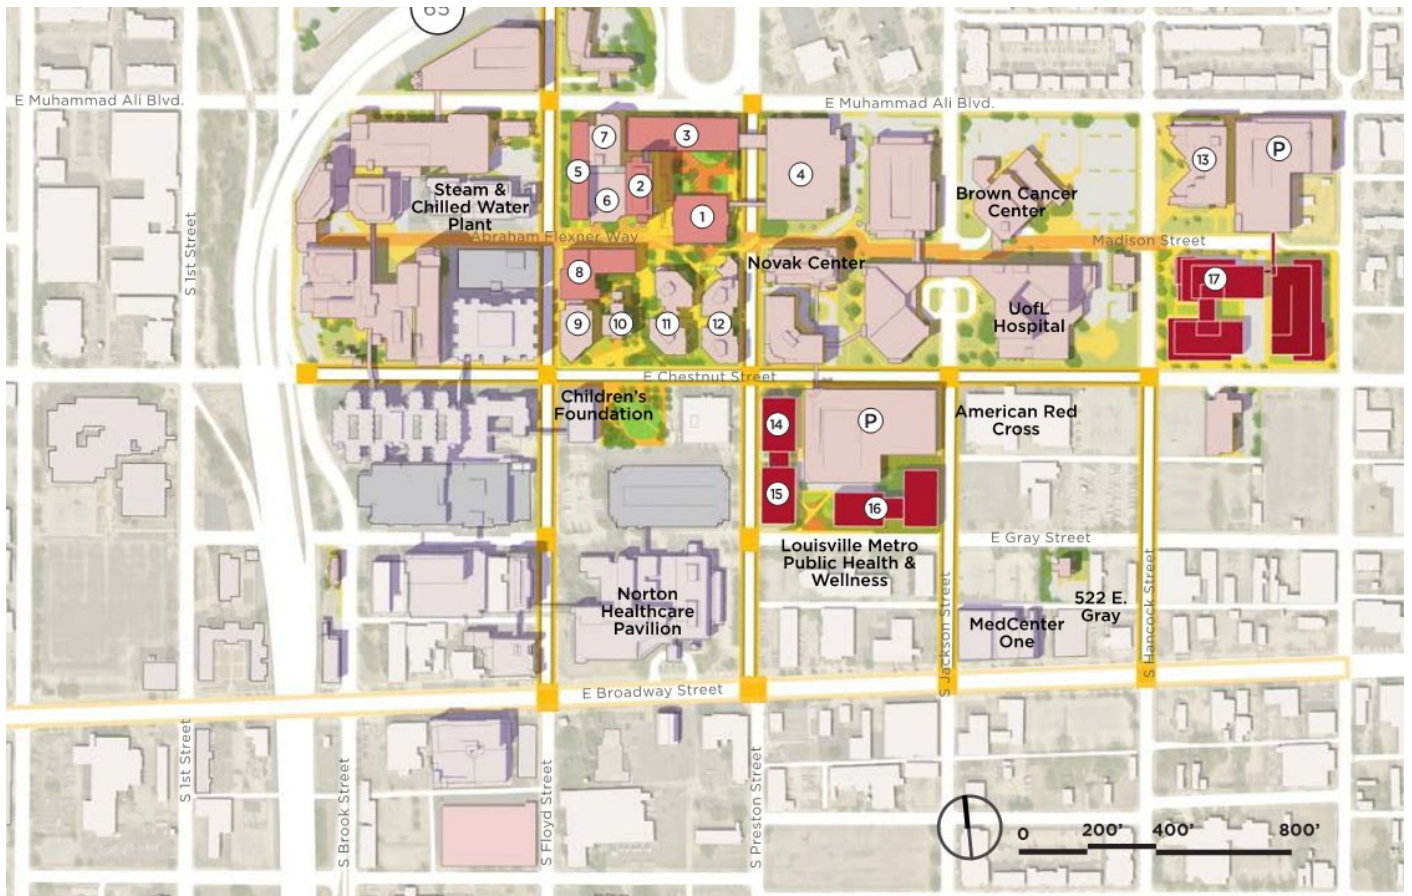 65
E Muhammad Ali Blvd.
E Muhammad Ali Blvd.
7
3
5
2
6
4
13
P
1
Steam &
Chilled Water
Plant
Brown Cancer
Center
S 1st Street
Abraham Flexner Way
Madison Street
Novak Center
8
17
UofL
Hospital
9
10
11
12
E Chestnut Street
Children's
Foundation
14
P
American Red
Cross
15
16
E Gray Street
Louisville Metro
Public Health &
Wellness
Norton
Healthcare
Pavilion
522 E.
Gray
MedCenter
One
S Jackson Street
S Hancock Street
E Broadway Street
S 1st Street
S Brook Street
S Floyd Street
S Preston Street
0 200' 400' 800'